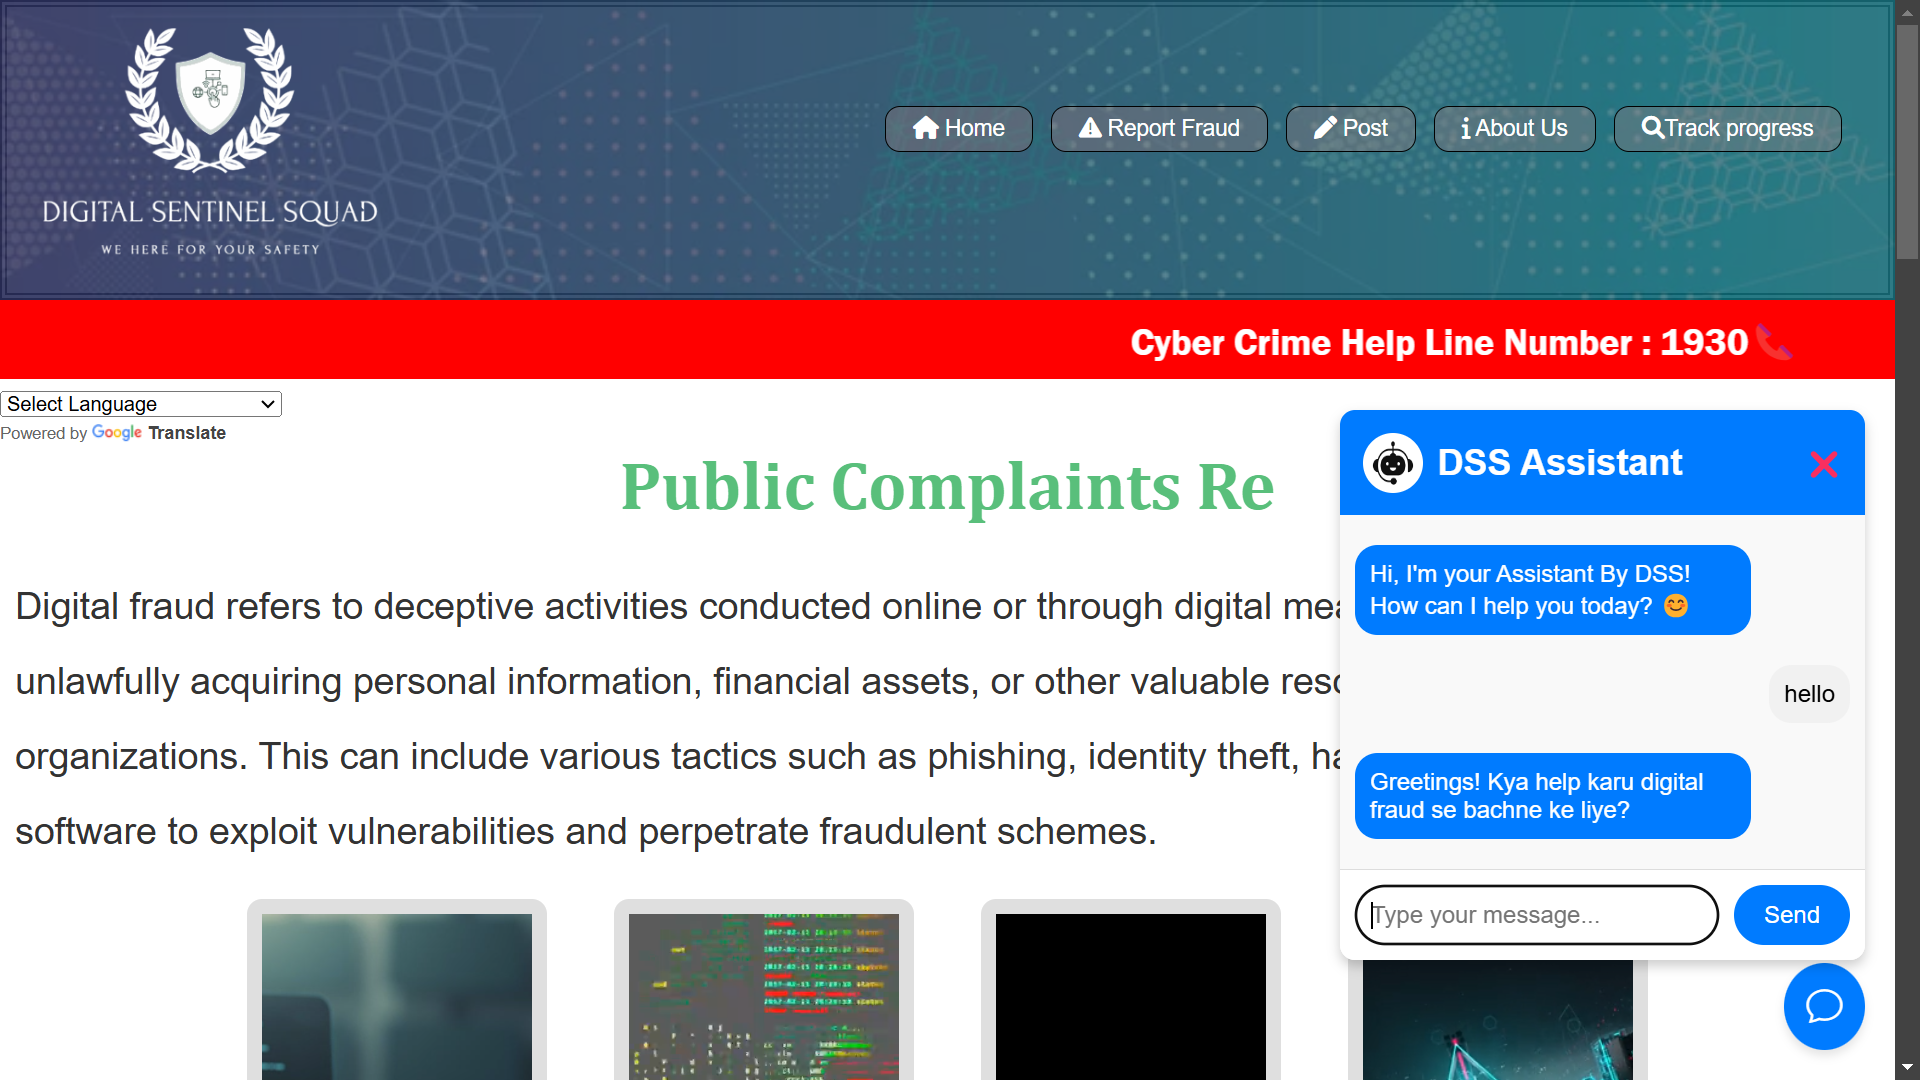 DIGITAL SENTINEL SQUAD
WE HERE FOR YOUR SAFETY
Home
Report Fraud
Post
About Us
Track progress
Cyber Crime Help Line Number : 1930
Select Language
Powered by Google Translate
Public Complaints Re
Digital fraud refers to deceptive activities conducted online or through digital
unlawfully acquiring personal information, financial assets, or other valuable
organizations. This can include various tactics such as phishing, identity theft,
software to exploit vulnerabilities and perpetrate fraudulent schemes.
DSS Assistant
Hi, I'm your Assistant By DSS!
How can I help you today? 😊
hello
Greetings! Kya help karu digital
fraud se bachne ke liye?
Type your message...
Send